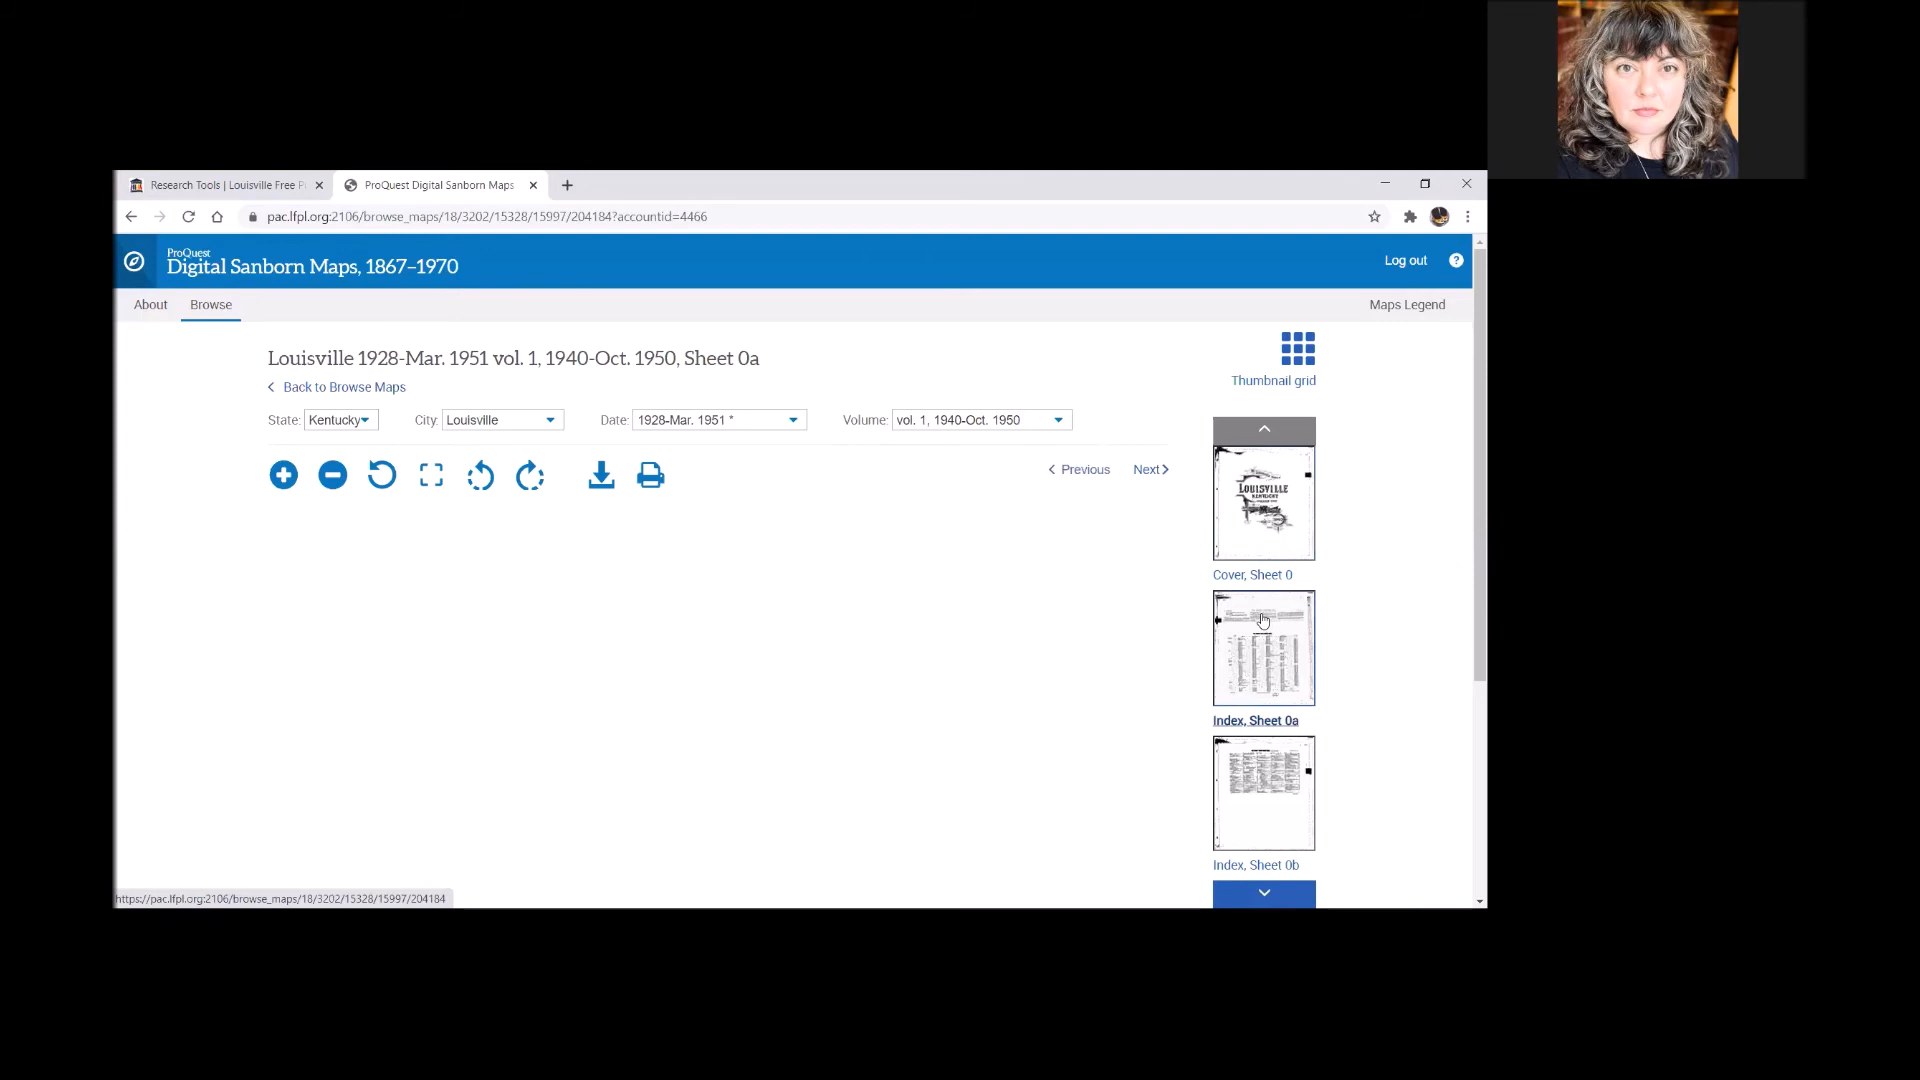 Research Tools | Louisville Free P
ProQuest Digital Sanborn Maps
pac.lfpl.org:2106/browse_maps/18/3202/15328/15997/204184?accountid=4466
ProQuest
Digital Sanborn Maps, 1867–1970
Log out
?
About
Browse
Maps Legend
Louisville 1928-Mar. 1951 vol. 1, 1940-Oct. 1950, Sheet 0a
Thumbnail grid
Back to Browse Maps
State: Kentucky
City: Louisville
Date: 1928-Mar. 1951 *
Volume: vol. 1, 1940-Oct. 1950
Previous
Next
LOUISVILLE
KENTUCKY
Cover, Sheet 0
Index, Sheet 0a
Index, Sheet 0b
https://pac.lfpl.org:2106/browse_maps/18/3202/15328/15997/204184